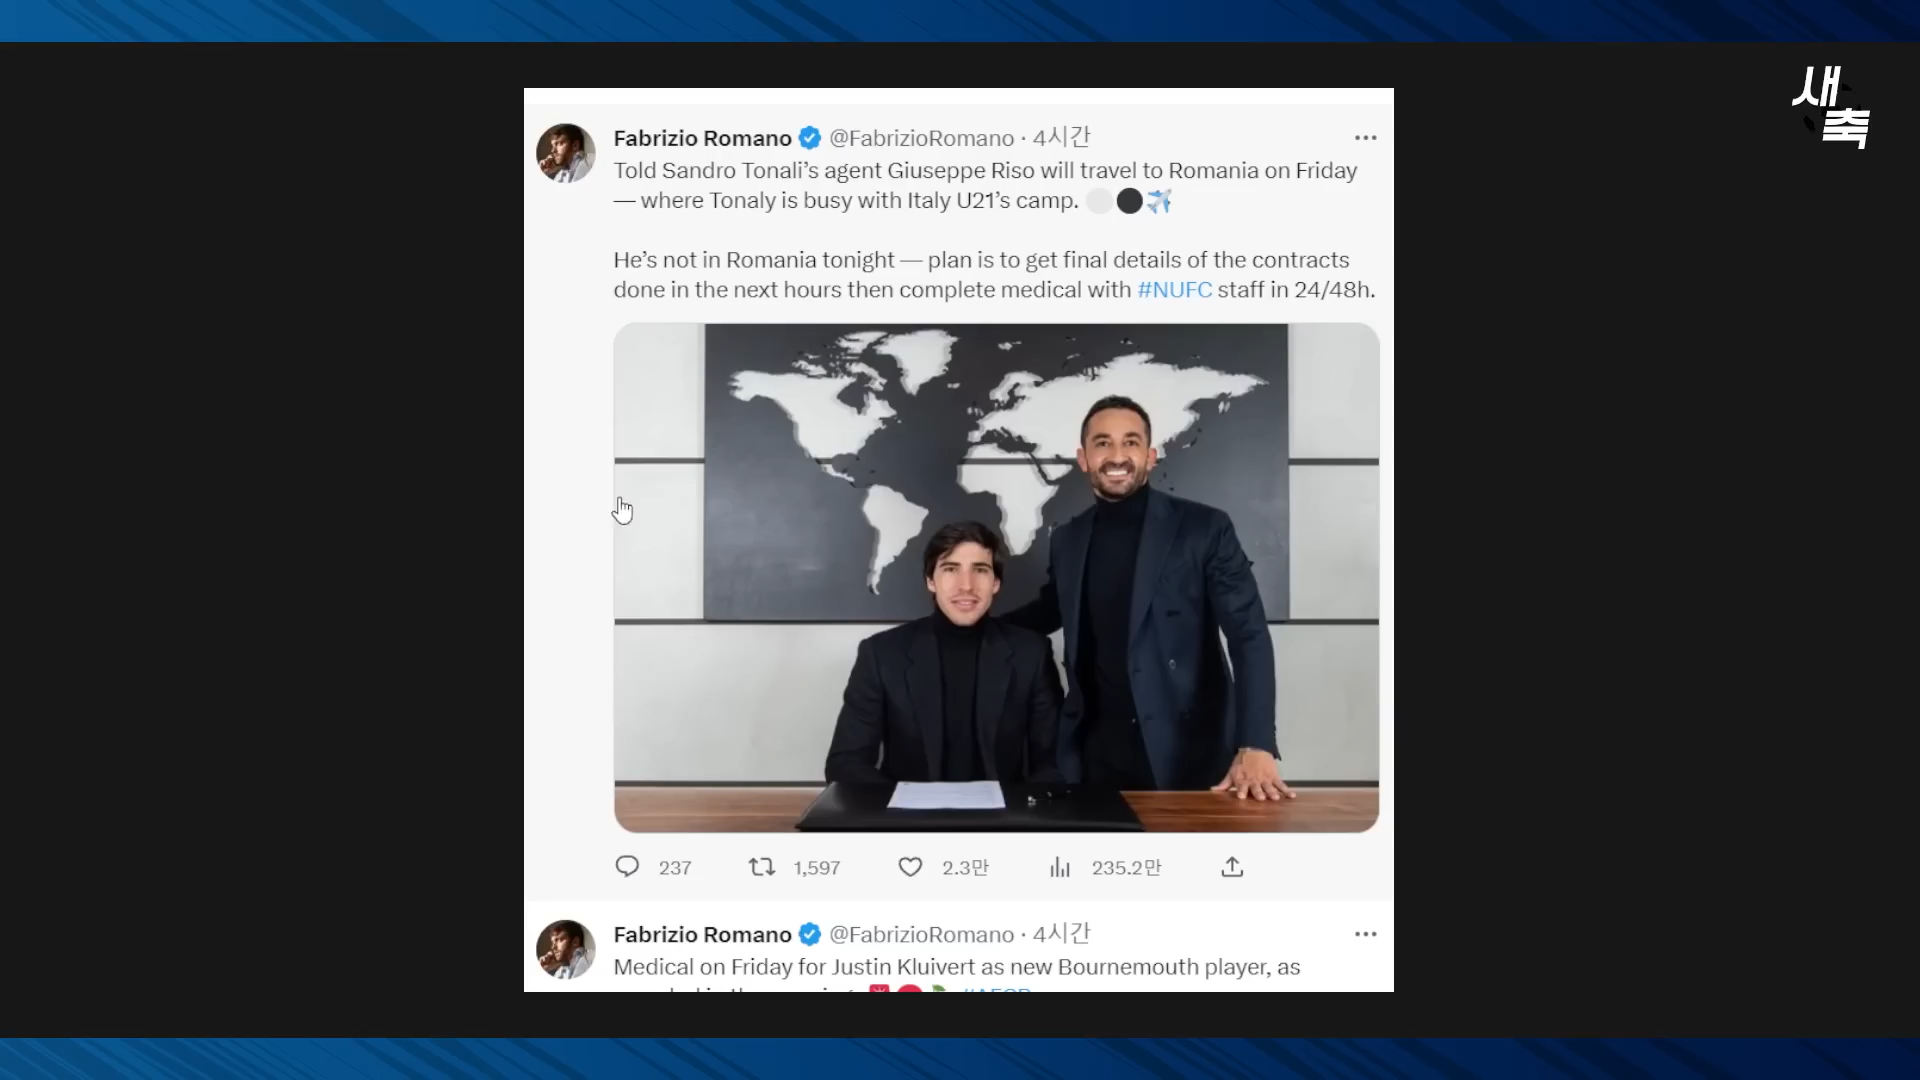 새
축
Fabrizio Romano @FabrizioRomano · 4시간
Told Sandro Tonali’s agent Giuseppe Riso will travel to Romania on Friday
— where Tonaly is busy with Italy U21’s camp.
He’s not in Romania tonight — plan is to get final details of the contracts
done in the next hours then complete medical with #NUFC staff in 24/48h.
237 1,597 2.3만 235.2만
Fabrizio Romano @FabrizioRomano · 4시간
Medical on Friday for Justin Kluivert as new Bournemouth player, as